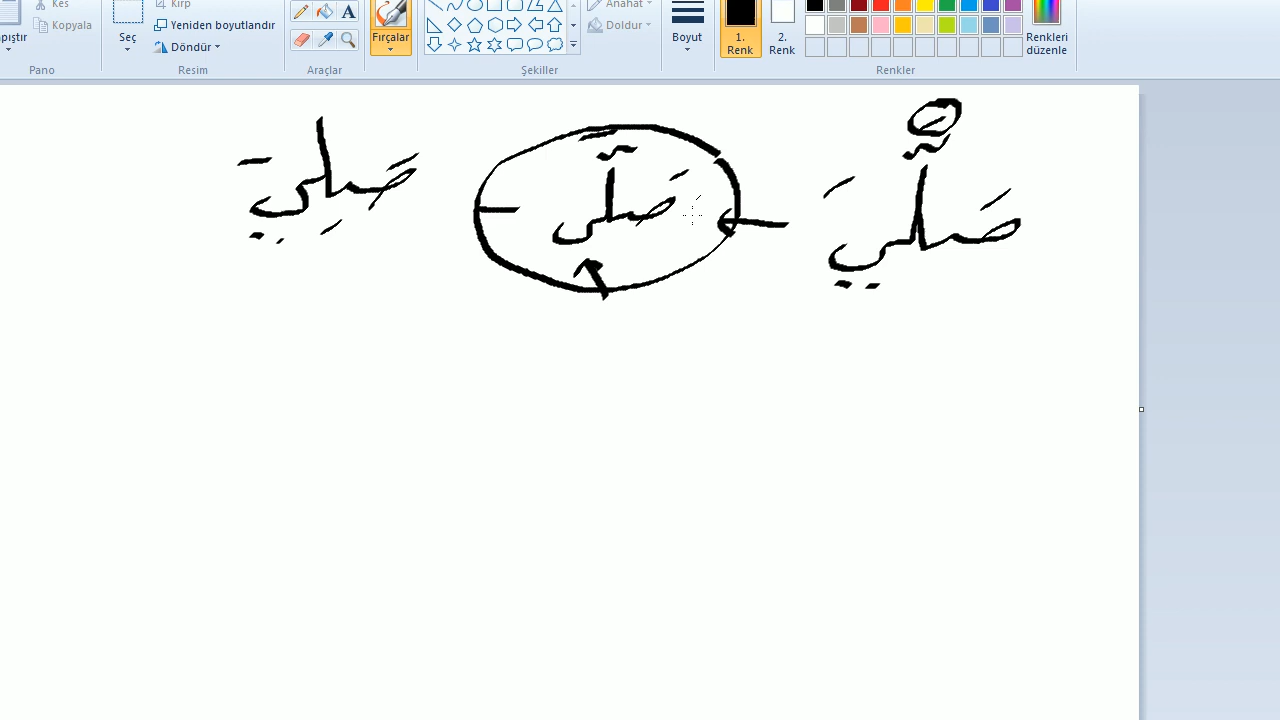 Kes
Kırp
Anahat
Kopyala
Yeniden boyutlandır
Doldur
Seç
Döndür
Fırçalar
Boyut
1. Renk
2. Renk
Renkleri düzenle
Pano
Resim
Araçlar
Şekiller
Renkler
A
صَلَّيَ صَلّى صَلِيَ